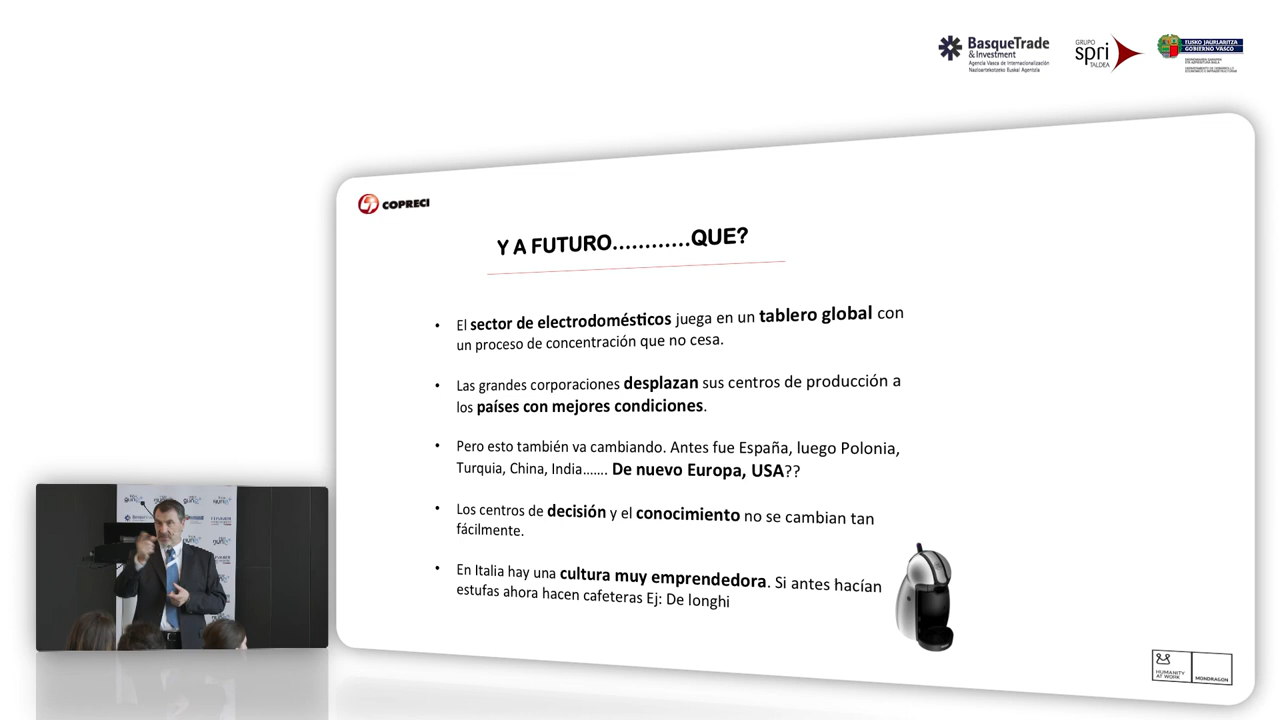 BasqueTrade
& Investment
Agencia Vasca de Internacionalización
Nazioartekotzeko Euskal Agentzia
GRUPO
spri
TALDEA
EUSKO JAURLARITZA
GOBIERNO VASCO
COPRECI
Y A FUTURO............QUE?
• El sector de electrodomésticos juega en un tablero global con
un proceso de concentración que no cesa.
• Las grandes corporaciones desplazan sus centros de producción a
los países con mejores condiciones.
• Pero esto también va cambiando. Antes fue España, luego Polonia,
Turquia, China, India....... De nuevo Europa, USA??
• Los centros de decisión y el conocimiento no se cambian tan
fácilmente.
• En Italia hay una cultura muy emprendedora. Si antes hacían
estufas ahora hacen cafeteras Ej: De longhi
HUMANITY
AT WORK
MONDRAGON